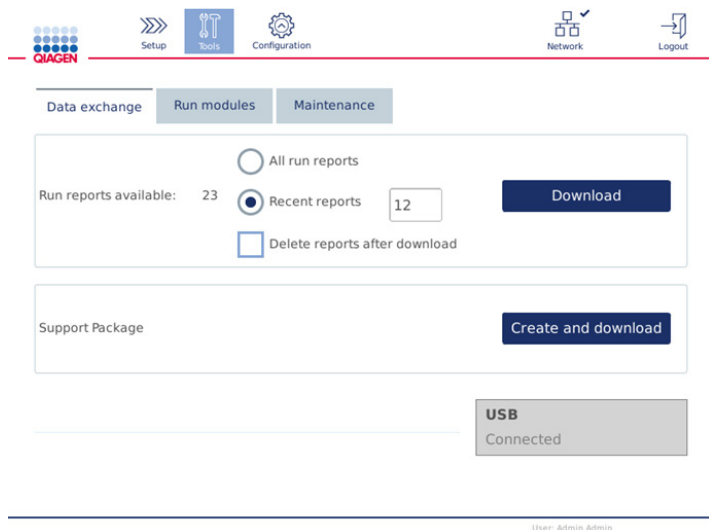 QIAGEN
Setup
Tools
Configuration
Network
Logout
Data exchange
Run modules
Maintenance
All run reports
Run reports available: 23
Recent reports 12
Download
Delete reports after download
Support Package
Create and download
USB
Connected
User: Admin Admin